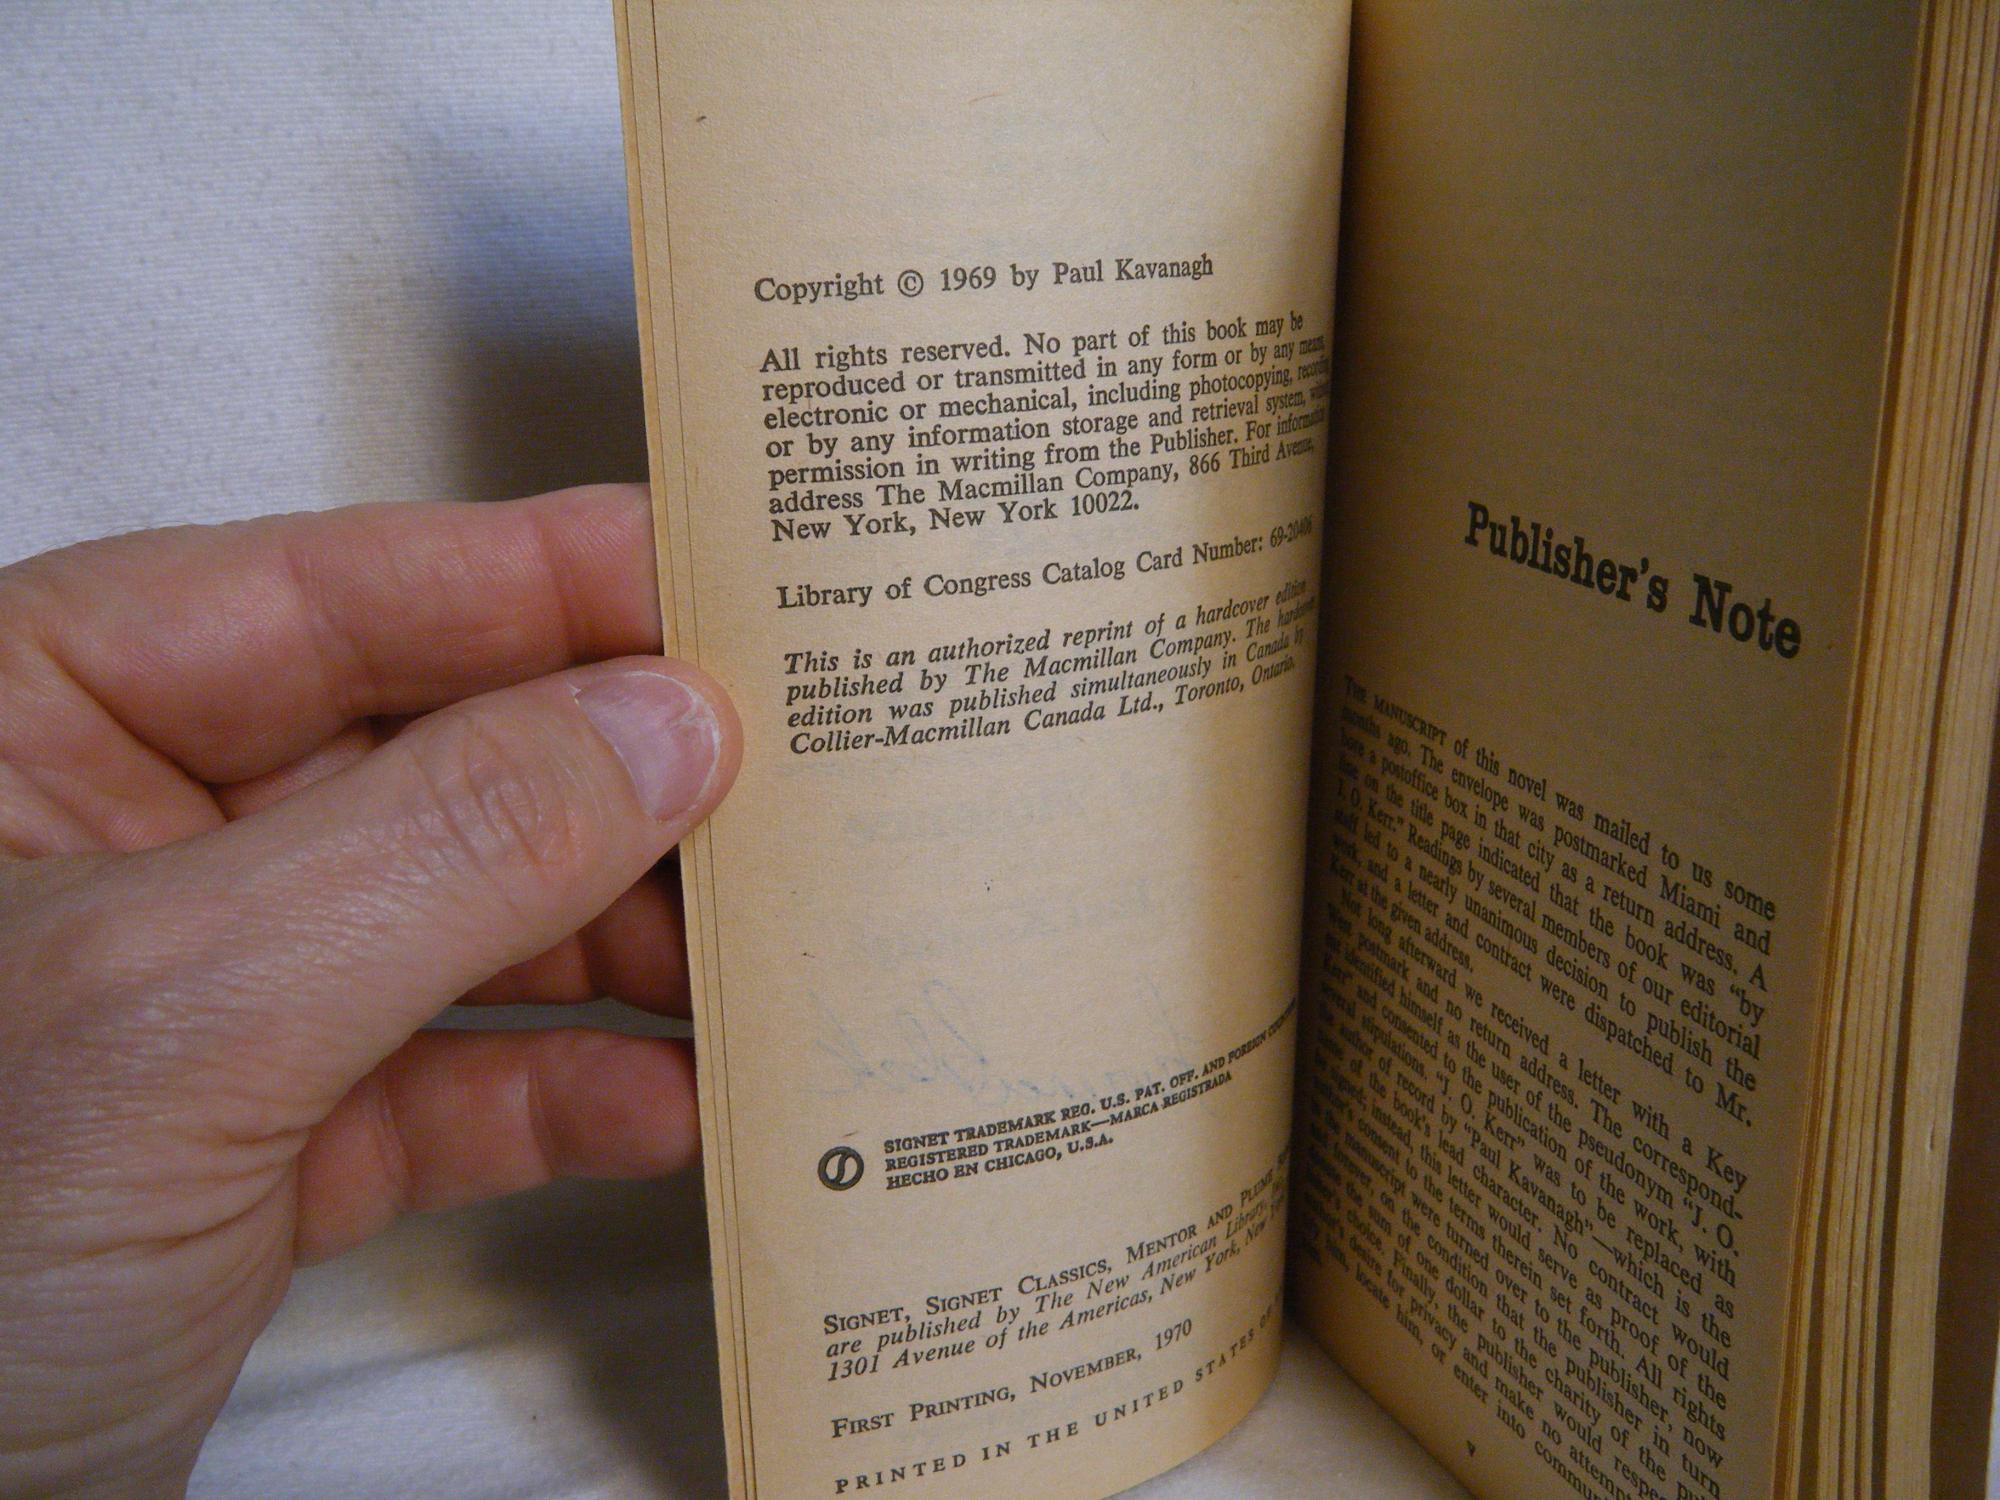 Copyright © 1969 by Paul Kavanagh
All rights reserved. No part of this book may be
reproduced or transmitted in any form or by any means,
electronic or mechanical, including photocopying, recording
or by any information storage and retrieval system,
permission in writing from the Publisher. For information
address The Macmillan Company, 866 Third Avenue,
New York, New York 10022.
Library of Congress Catalog Card Number: 69-20406
This is an authorized reprint of a hardcover edition
published by The Macmillan Company. The hardcover
edition was published simultaneously in Canada by
Collier-Macmillan Canada Ltd., Toronto, Ontario.
SIGNET TRADEMARK REG. U.S. PAT. OFF. AND FOREIGN COUNTRIES
REGISTERED TRADEMARK—MARCA REGISTRADA
HECHO EN CHICAGO, U.S.A.
SIGNET, SIGNET CLASSICS, MENTOR AND PLUME
are published by The New American Library,
1301 Avenue of the Americas, New York, New
FIRST PRINTING, NOVEMBER, 1970
PRINTED IN THE UNITED STATES OF
Publisher's Note
THE MANUSCRIPT of this novel was mailed to us some
months ago. The envelope was postmarked Miami and
bore a postoffice box in that city as a return address. A
line on the title page indicated that the book was "by
J. O. Kerr." Readings by several members of our editorial
staff led to a nearly unanimous decision to publish the
work, and a letter and contract were dispatched to Mr.
Kerr at the given address.
Not long afterward we received a letter with a Key
West postmark and no return address. The correspond-
ent identified himself as the user of the pseudonym "J. O.
Kerr" and consented to the publication of the work, with
several stipulations. "J. O. Kerr" was to be replaced as
the author of record by "Paul Kavanagh"—which is the
name of the book's lead character. No contract would
be signed; instead, this letter would serve as proof of the
author's consent to the terms therein set forth. All rights
to the manuscript were turned over to the publisher, now
and forever, on the condition that the publisher in turn
donate the sum of one dollar to the charity of the
choice. Finally, the publisher would
desire for privacy and make no attempt
him, locate him, or enter into
v